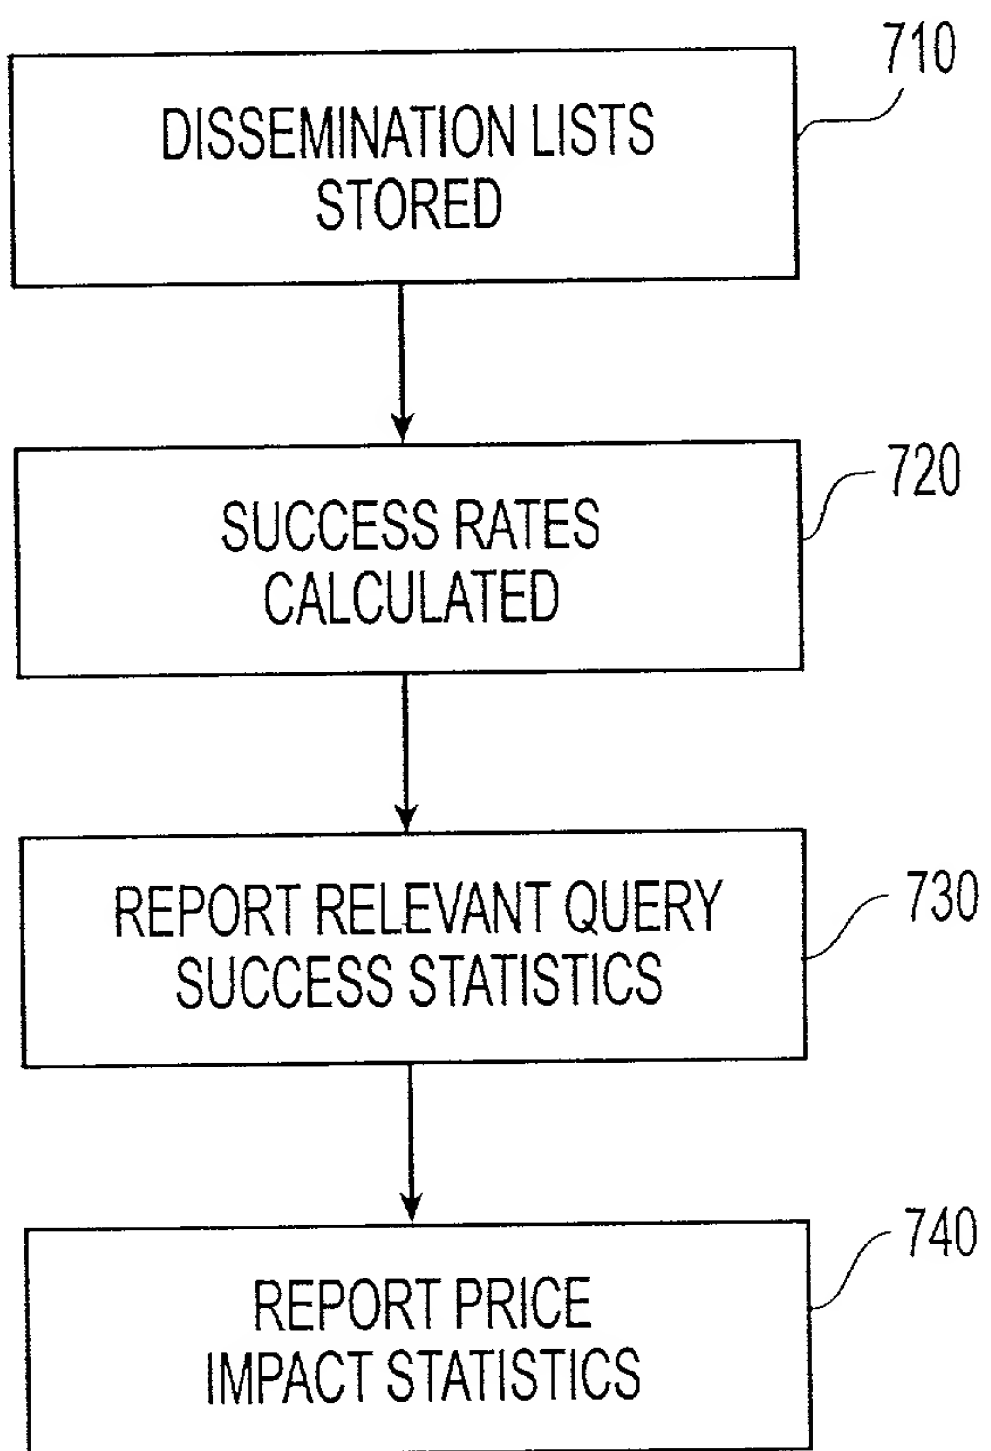 710
DISSEMINATION LISTS
STORED
720
SUCCESS RATES
CALCULATED
730
REPORT RELEVANT QUERY
SUCCESS STATISTICS
740
REPORT PRICE
IMPACT STATISTICS